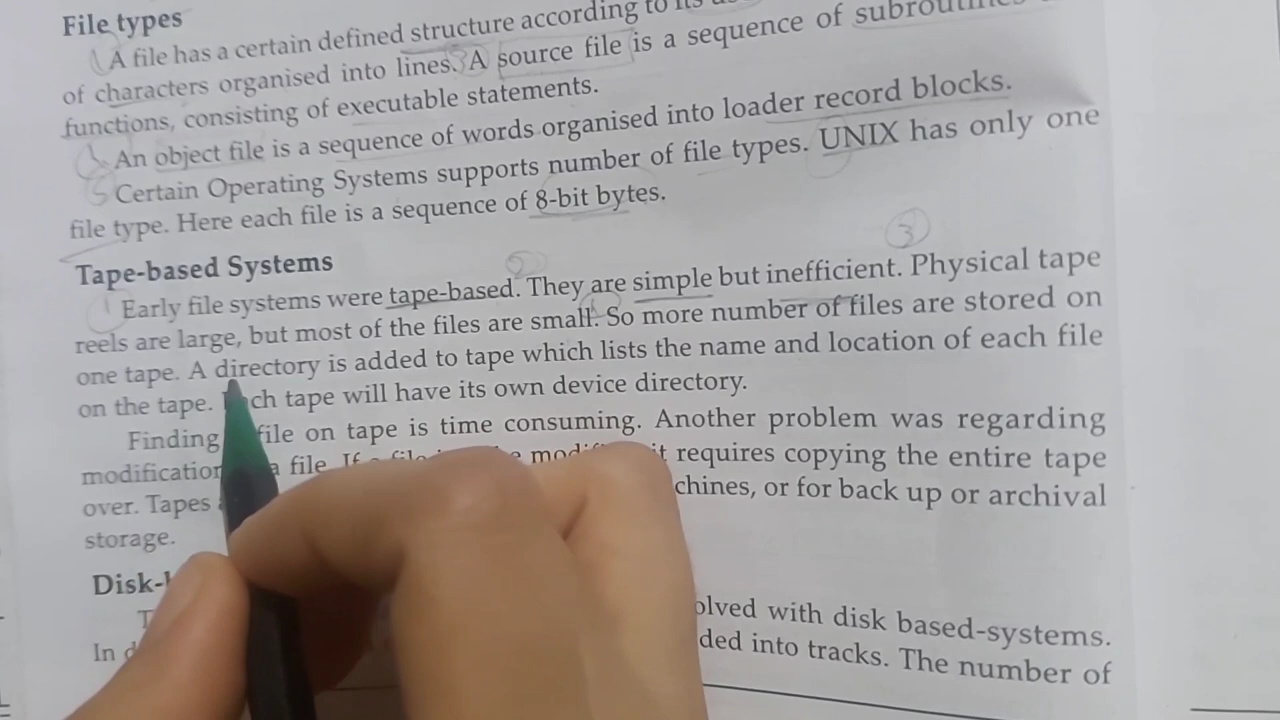 File types
A file has a certain defined structure according to its
of characters organised into lines. A source file is a sequence of subroutines
functions, consisting of executable statements.
An object file is a sequence of words organised into loader record blocks.
Certain Operating Systems supports number of file types. UNIX has only one
file type. Here each file is a sequence of 8-bit bytes.
3
Tape-based Systems
Early file systems were tape-based. They are simple but inefficient. Physical tape
reels are large, but most of the files are small. So more number of files are stored on
one tape. A directory is added to tape which lists the name and location of each file
on the tape. Each tape will have its own device directory.
Finding file on tape is time consuming. Another problem was regarding
modification a file. If a file requires copying the entire tape
over. Tapes chines, or for back up or archival
storage.
Disk-
olved with disk based-systems.
In ded into tracks. The number of